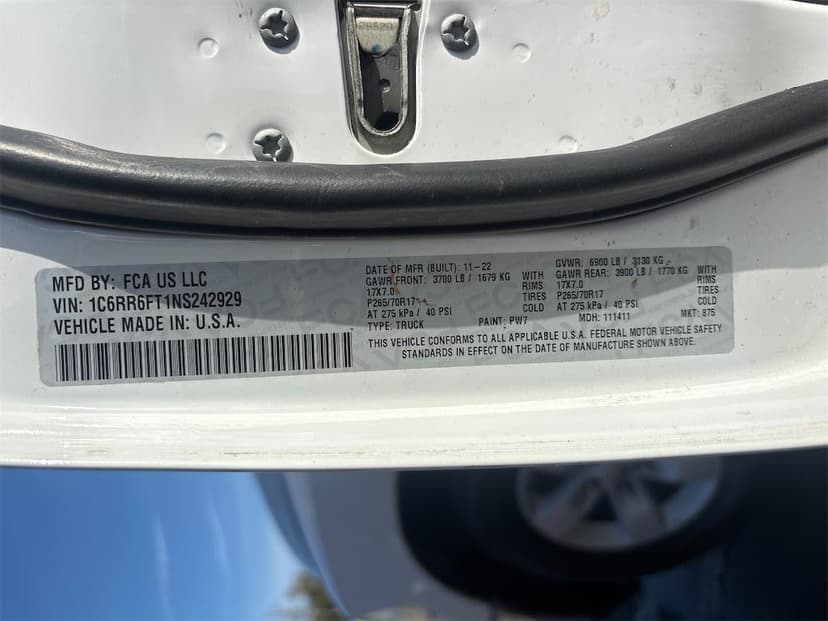 29529
MFD BY: FCA US LLC
VIN: 1C6RR6FT1NS242929
VEHICLE MADE IN: U.S.A.
DATE OF MFR (BUILT): 11-22
GAWR FRONT: 3700 LB / 1679 KG WITH
17X7.0 RIMS
P265/70R17 TIRES
AT 275 kPa / 40 PSI COLD
TYPE: TRUCK PAINT: PW7
GVWR: 6900 LB / 3130 KG
GAWR REAR: 3900 LB / 1770 KG WITH
17X7.0 RIMS
P265/70R17 TIRES
AT 275 kPa / 40 PSI COLD
MDH: 111411 MKT: 875
THIS VEHICLE CONFORMS TO ALL APPLICABLE U.S.A. FEDERAL MOTOR VEHICLE SAFETY
STANDARDS IN EFFECT ON THE DATE OF MANUFACTURE SHOWN ABOVE.